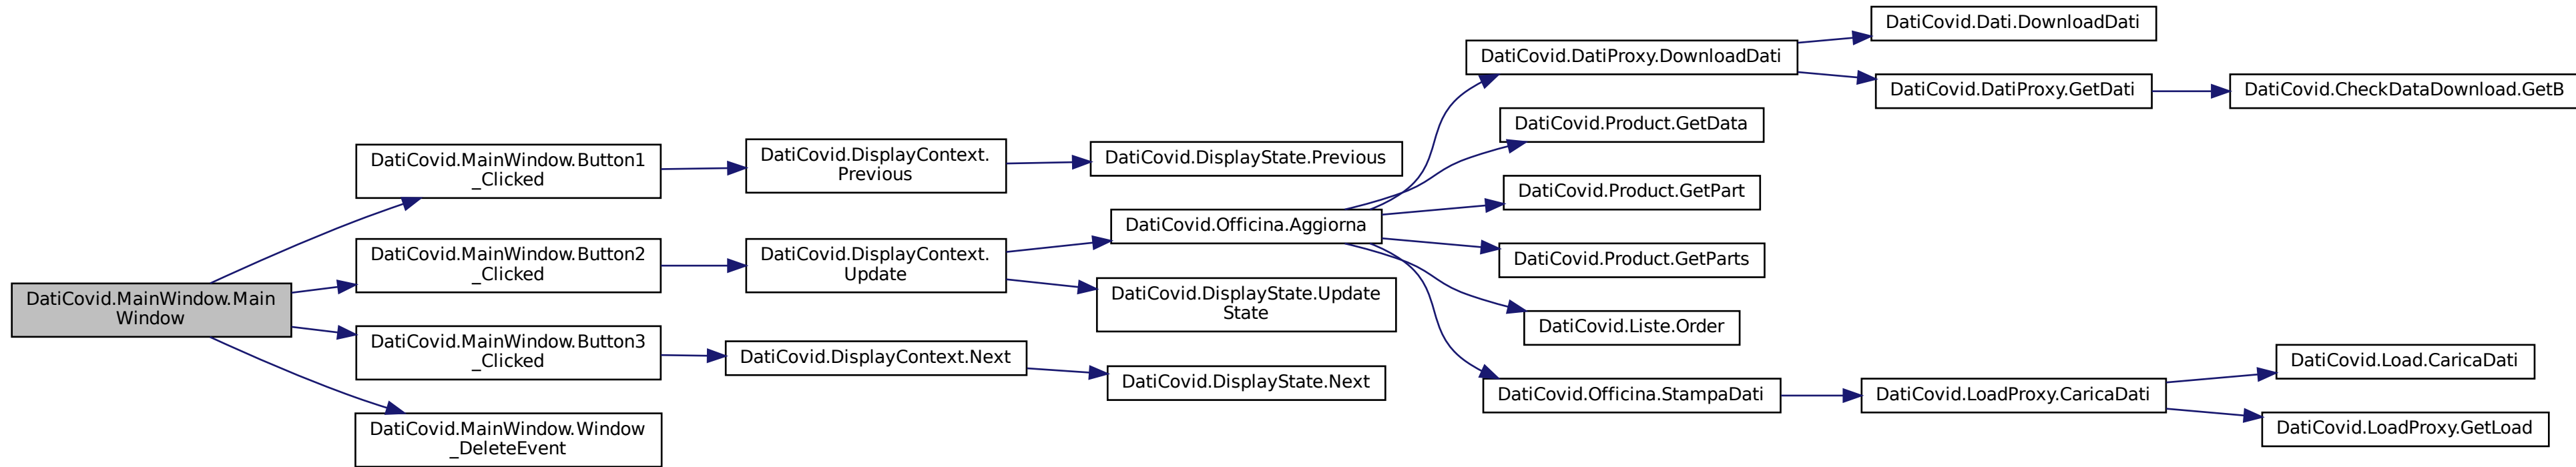 DatiCovid.MainWindow.Main
Window
DatiCovid.MainWindow.Button1
_Clicked
DatiCovid.DisplayContext.
Previous
DatiCovid.DisplayState.Previous
DatiCovid.MainWindow.Button2
_Clicked
DatiCovid.DisplayContext.
Update
DatiCovid.Officina.Aggiorna
DatiCovid.DatiProxy.DownloadDati
DatiCovid.Dati.DownloadDati
DatiCovid.DatiProxy.GetDati
DatiCovid.CheckDataDownload.GetB
DatiCovid.Product.GetData
DatiCovid.Product.GetPart
DatiCovid.Product.GetParts
DatiCovid.Liste.Order
DatiCovid.Officina.StampaDati
DatiCovid.LoadProxy.CaricaDati
DatiCovid.Load.CaricaDati
DatiCovid.LoadProxy.GetLoad
DatiCovid.DisplayState.Update
State
DatiCovid.MainWindow.Button3
_Clicked
DatiCovid.DisplayContext.Next
DatiCovid.DisplayState.Next
DatiCovid.MainWindow.Window
_DeleteEvent